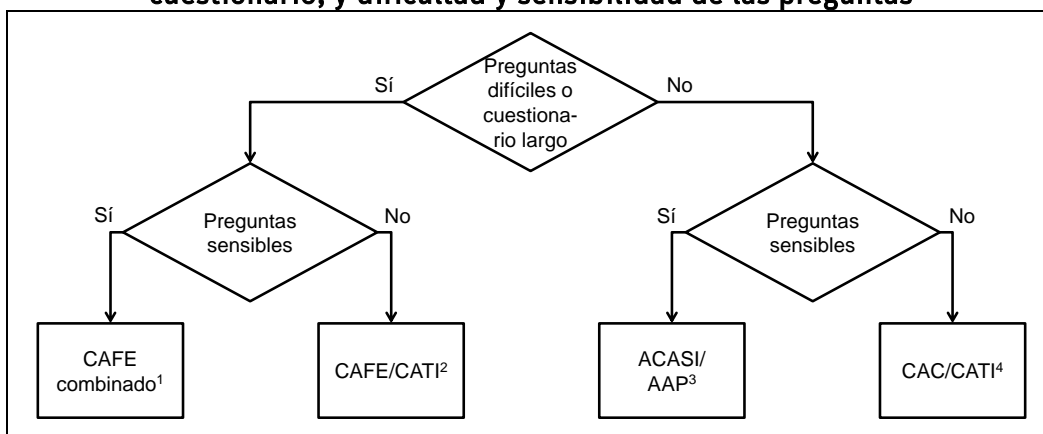 cuestionario, y dificultad y sensibilidad de las preguntas
Preguntas
difíciles o
cuestiona-
rio largo
Sí
No
Preguntas
sensibles
Sí
No
Preguntas
sensibles
Sí
No
CAFE
combinado¹
CAFE/CATI²
ACASI/
AAP³
CAC/CATI⁴